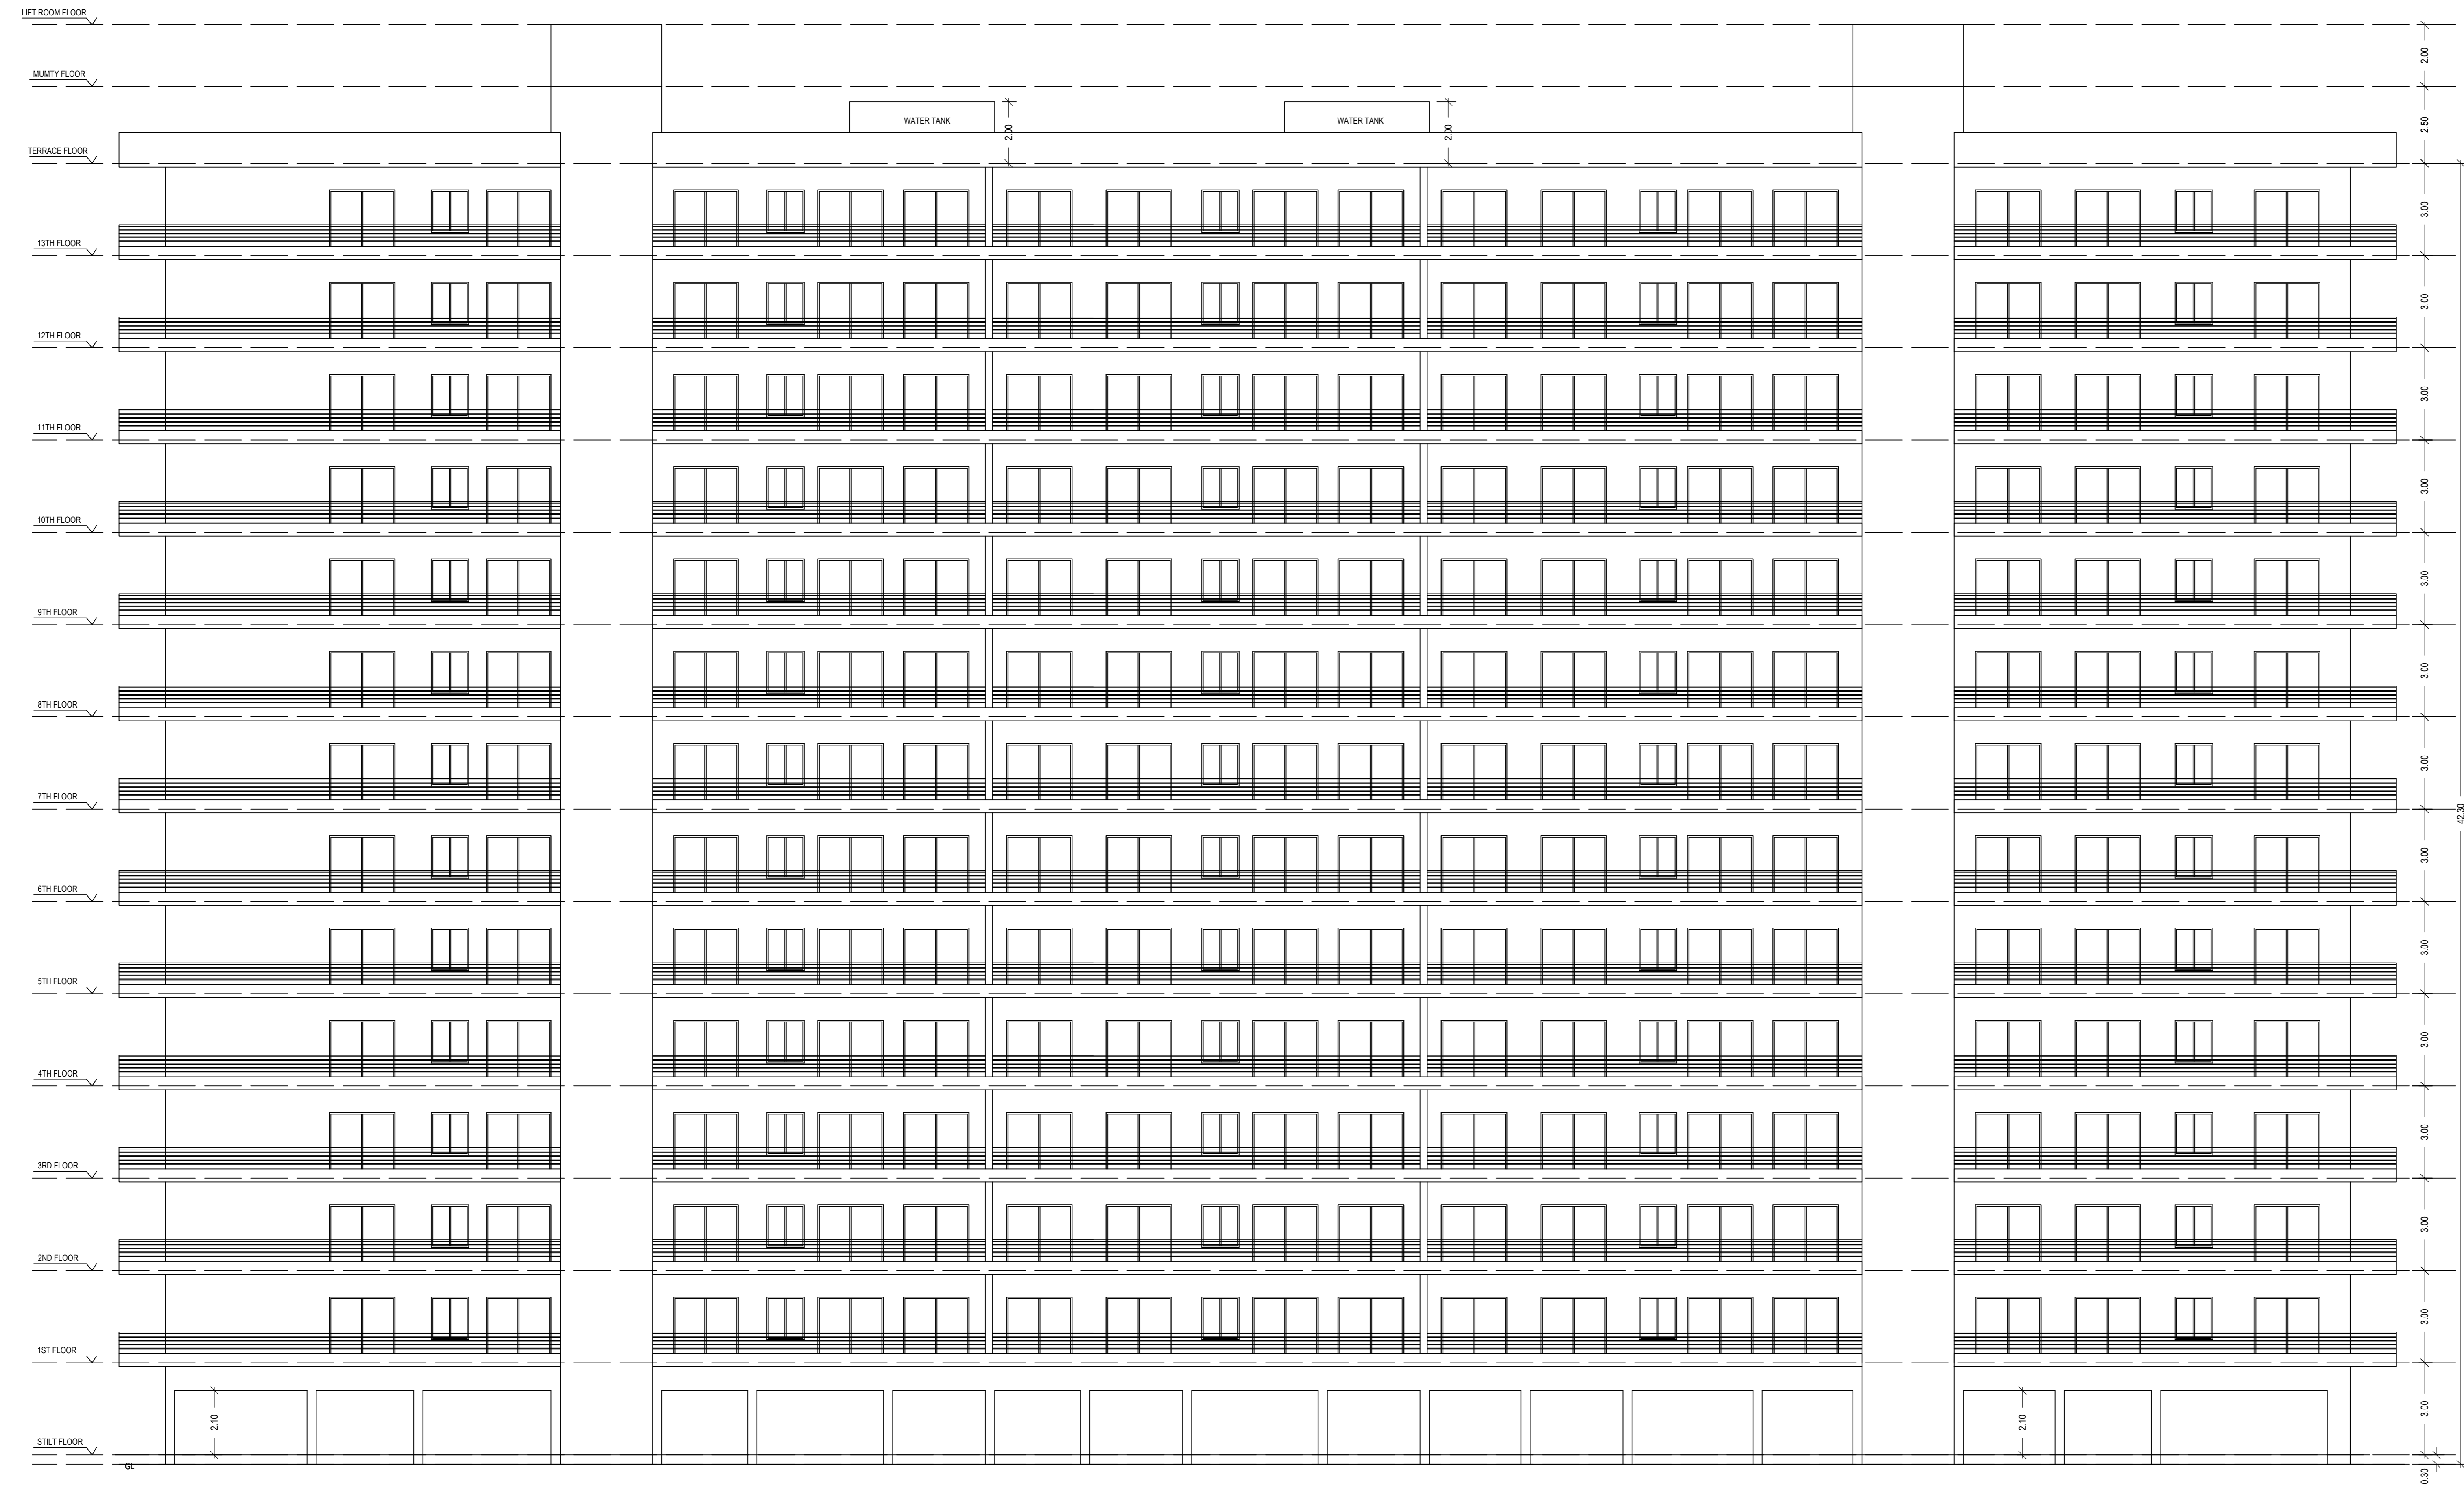 LIFT ROOM FLOOR
2.00
MUMTY FLOOR
WATER TANK
2.00
WATER TANK
2.00
2.50
TERRACE FLOOR
3.00
13TH FLOOR
3.00
12TH FLOOR
3.00
11TH FLOOR
3.00
10TH FLOOR
3.00
9TH FLOOR
3.00
8TH FLOOR
3.00
7TH FLOOR
42.30
3.00
6TH FLOOR
3.00
5TH FLOOR
3.00
4TH FLOOR
3.00
3RD FLOOR
3.00
2ND FLOOR
3.00
1ST FLOOR
2.10
2.10
3.00
STILT FLOOR
GL
0.30